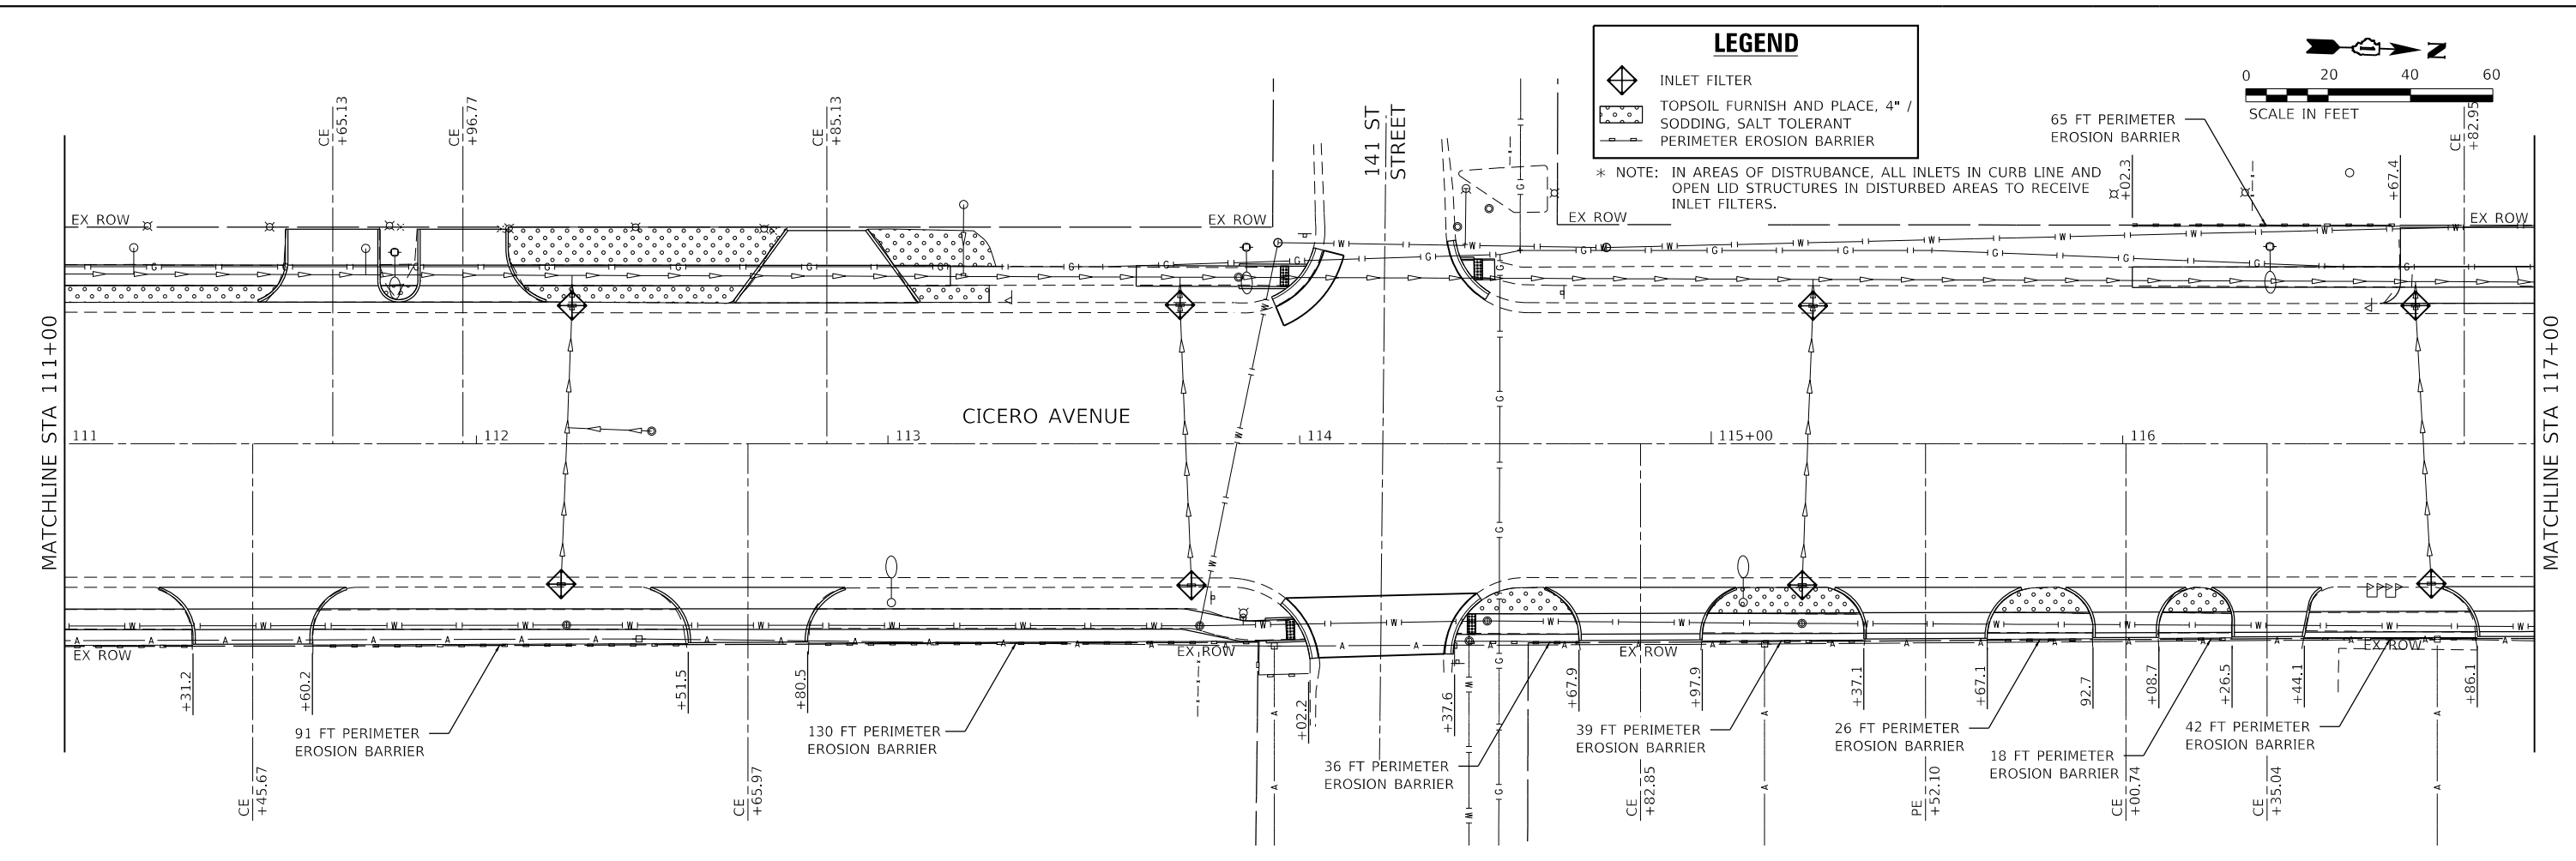 LEGEND
INLET FILTER
TOPSOIL FURNISH AND PLACE, 4" /
SODDING, SALT TOLERANT
PERIMETER EROSION BARRIER
* NOTE: IN AREAS OF DISTRUBANCE, ALL INLETS IN CURB LINE AND
OPEN LID STRUCTURES IN DISTURBED AREAS TO RECEIVE
INLET FILTERS.
N
0 20 40 60
SCALE IN FEET
65 FT PERIMETER
EROSION BARRIER
CE
+65.13
CE
+96.77
CE
+85.13
141 ST
STREET
+02.3
+67.4
CE
+82.95
EX ROW
EX ROW
EX ROW
EX ROW
MATCHLINE STA 111+00
CICERO AVENUE
111
112
113
114
115+00
116
MATCHLINE STA 117+00
EX ROW
EX ROW
EX ROW
EX ROW
+31.2
+60.2
+51.5
+80.5
+02.2
+37.6
+67.9
+97.9
+37.1
+67.1
92.7
+08.7
+26.5
+44.1
+86.1
91 FT PERIMETER
EROSION BARRIER
130 FT PERIMETER
EROSION BARRIER
36 FT PERIMETER
EROSION BARRIER
39 FT PERIMETER
EROSION BARRIER
26 FT PERIMETER
EROSION BARRIER
18 FT PERIMETER
EROSION BARRIER
42 FT PERIMETER
EROSION BARRIER
CE
+45.67
CE
+65.97
CE
+82.85
PE
+52.10
CE
+00.74
CE
+35.04